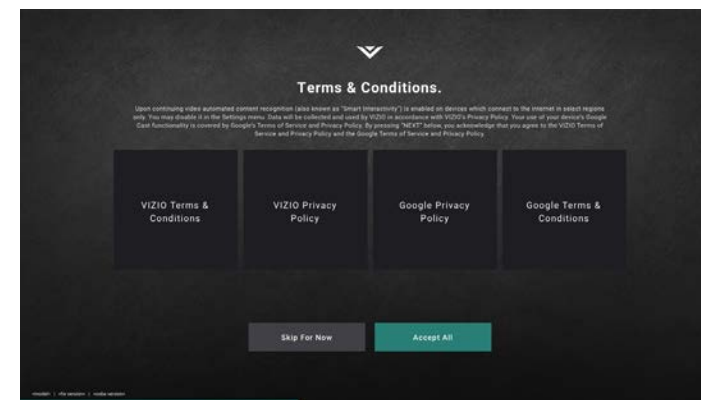 Terms & Conditions.
Upon continuing video automated content recognition (also known as "Smart Interactivity") is enabled on devices which connect to the internet in select regions
only. You may disable it in the Settings menu. Data will be collected and used by VIZIO in accordance with VIZIO's Privacy Policy. Your use of your device's Google
Cast functionality is covered by Google's Terms of Service and Privacy Policy. By pressing "NEXT" below, you acknowledge that you agree to the VIZIO Terms of
Service and Privacy Policy and the Google Terms of Service and Privacy Policy.
VIZIO Terms &
Conditions
VIZIO Privacy
Policy
Google Privacy
Policy
Google Terms &
Conditions
Skip For Now
Accept All
<model> | <fw version> | <vudu version>